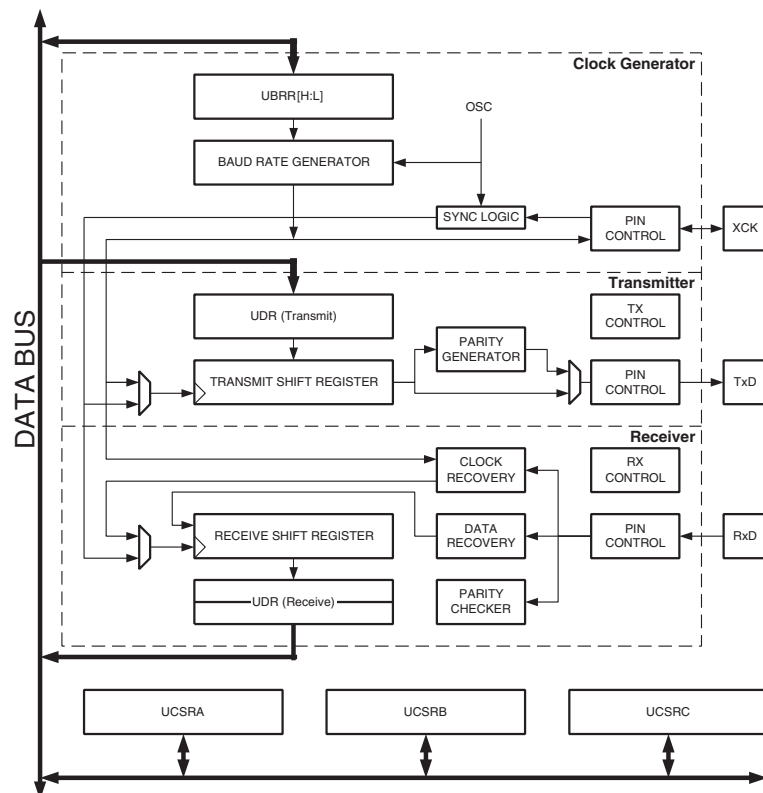 Clock Generator
UBRR[H:L]
OSC
BAUD RATE GENERATOR
SYNC LOGIC
PIN
CONTROL
XCK
Transmitter
UDR (Transmit)
TX
CONTROL
PARITY
GENERATOR
TRANSMIT SHIFT REGISTER
PIN
CONTROL
TxD
DATA BUS
Receiver
CLOCK
RECOVERY
RX
CONTROL
RECEIVE SHIFT REGISTER
DATA
RECOVERY
PIN
CONTROL
RxD
UDR (Receive)
PARITY
CHECKER
UCSRA
UCSRB
UCSRC